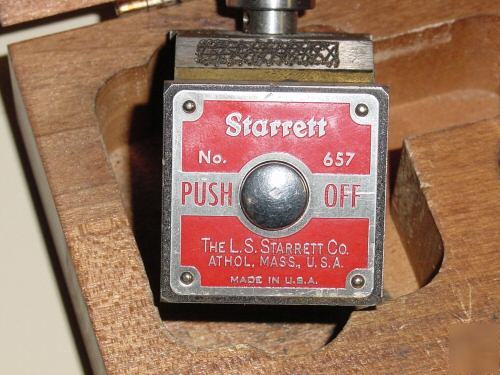 Starrett
No. 657
PUSH OFF
THE L.S. STARRETT CO.
ATHOL, MASS., U.S.A.
MADE IN U.S.A.